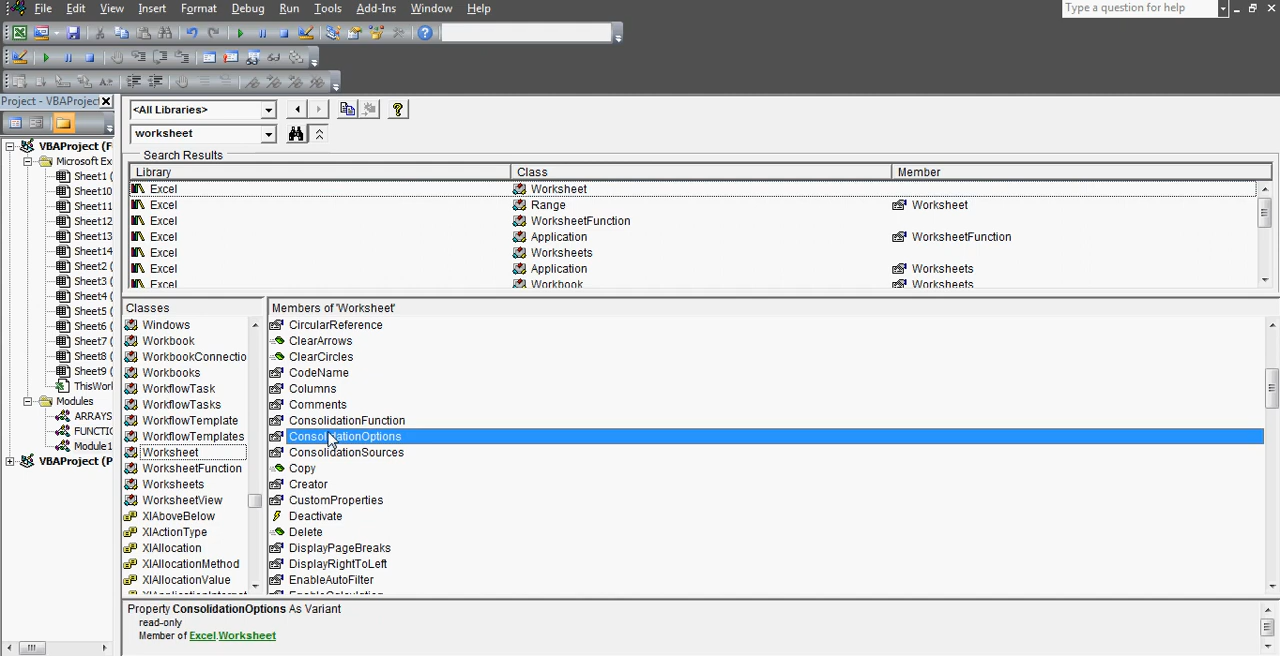 File Edit View Insert Format Debug Run Tools Add-Ins Window Help Type a question for help
Project - VBAProject
<All Libraries>
worksheet
Search Results
Library Class Member
Excel Worksheet
Excel Range Worksheet
Excel WorksheetFunction
Excel Application WorksheetFunction
Excel Worksheets
Excel Application Worksheets
Excel Workbook Worksheets
VBAProject (F
Microsoft Ex
Sheet1 (
Sheet10
Sheet11
Sheet12
Sheet13
Sheet14
Sheet2 (
Sheet3 (
Sheet4 (
Sheet5 (
Sheet6 (
Sheet7 (
Sheet8 (
Sheet9 (
ThisWorl
Modules
ARRAYS
FUNCTIC
Module1
VBAProject (P
Classes
Windows
Workbook
WorkbookConnectio
Workbooks
WorkflowTask
WorkflowTasks
WorkflowTemplate
WorkflowTemplates
Worksheet
WorksheetFunction
Worksheets
WorksheetView
XlAboveBelow
XlActionType
XlAllocation
XlAllocationMethod
XlAllocationValue
Members of 'Worksheet'
CircularReference
ClearArrows
ClearCircles
CodeName
Columns
Comments
ConsolidationFunction
ConsolidationOptions
ConsolidationSources
Copy
Creator
CustomProperties
Deactivate
Delete
DisplayPageBreaks
DisplayRightToLeft
EnableAutoFilter
EnableCalculation
Property ConsolidationOptions As Variant
read-only
Member of Excel.Worksheet